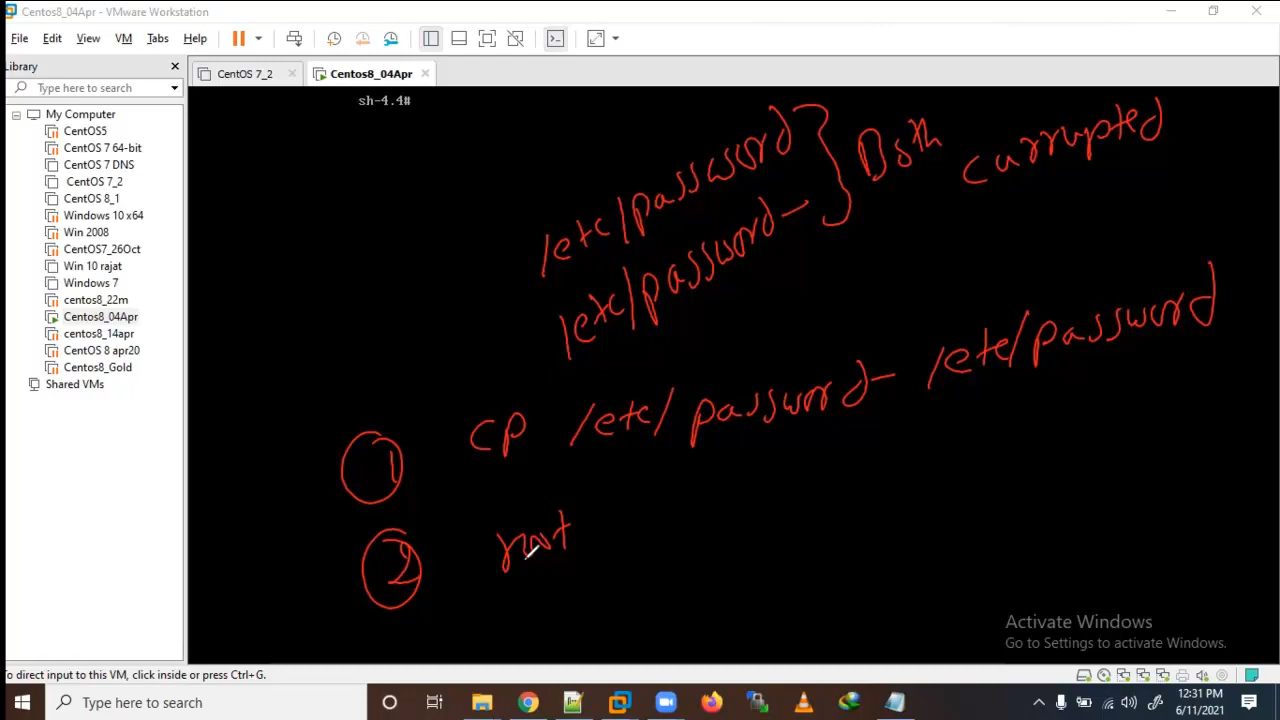 Centos8_04Apr - VMware Workstation
File Edit View VM Tabs Help
Library
Type here to search
My Computer
CentOS5
CentOS 7 64-bit
CentOS 7 DNS
CentOS 7_2
CentOS 8_1
Windows 10 x64
Win 2008
CentOS7_26Oct
Win 10 rajat
Windows 7
centos8_22m
Centos8_04Apr
centos8_14apr
CentOS 8 apr20
Centos8_Gold
Shared VMs
CentOS 7_2 Centos8_04Apr
sh-4.4#
/etc/password } Both currupted
/etc/password-
1 cp /etc/password- /etc/password
2 root
Activate Windows
Go to Settings to activate Windows.
To direct input to this VM, click inside or press Ctrl+G.
Type here to search
12:31 PM
6/11/2021